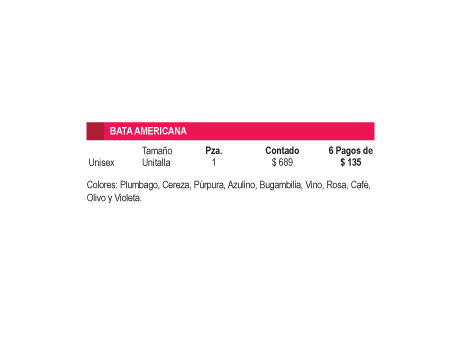 BATA AMERICANA
Tamaño Pza. Contado 6 Pagos de
Unisex Unitalla 1 $ 689 $ 135
Colores: Plumbago, Cereza, Púrpura, Azulino, Bugambilia, Vino, Rosa, Café,
Olivo y Violeta.